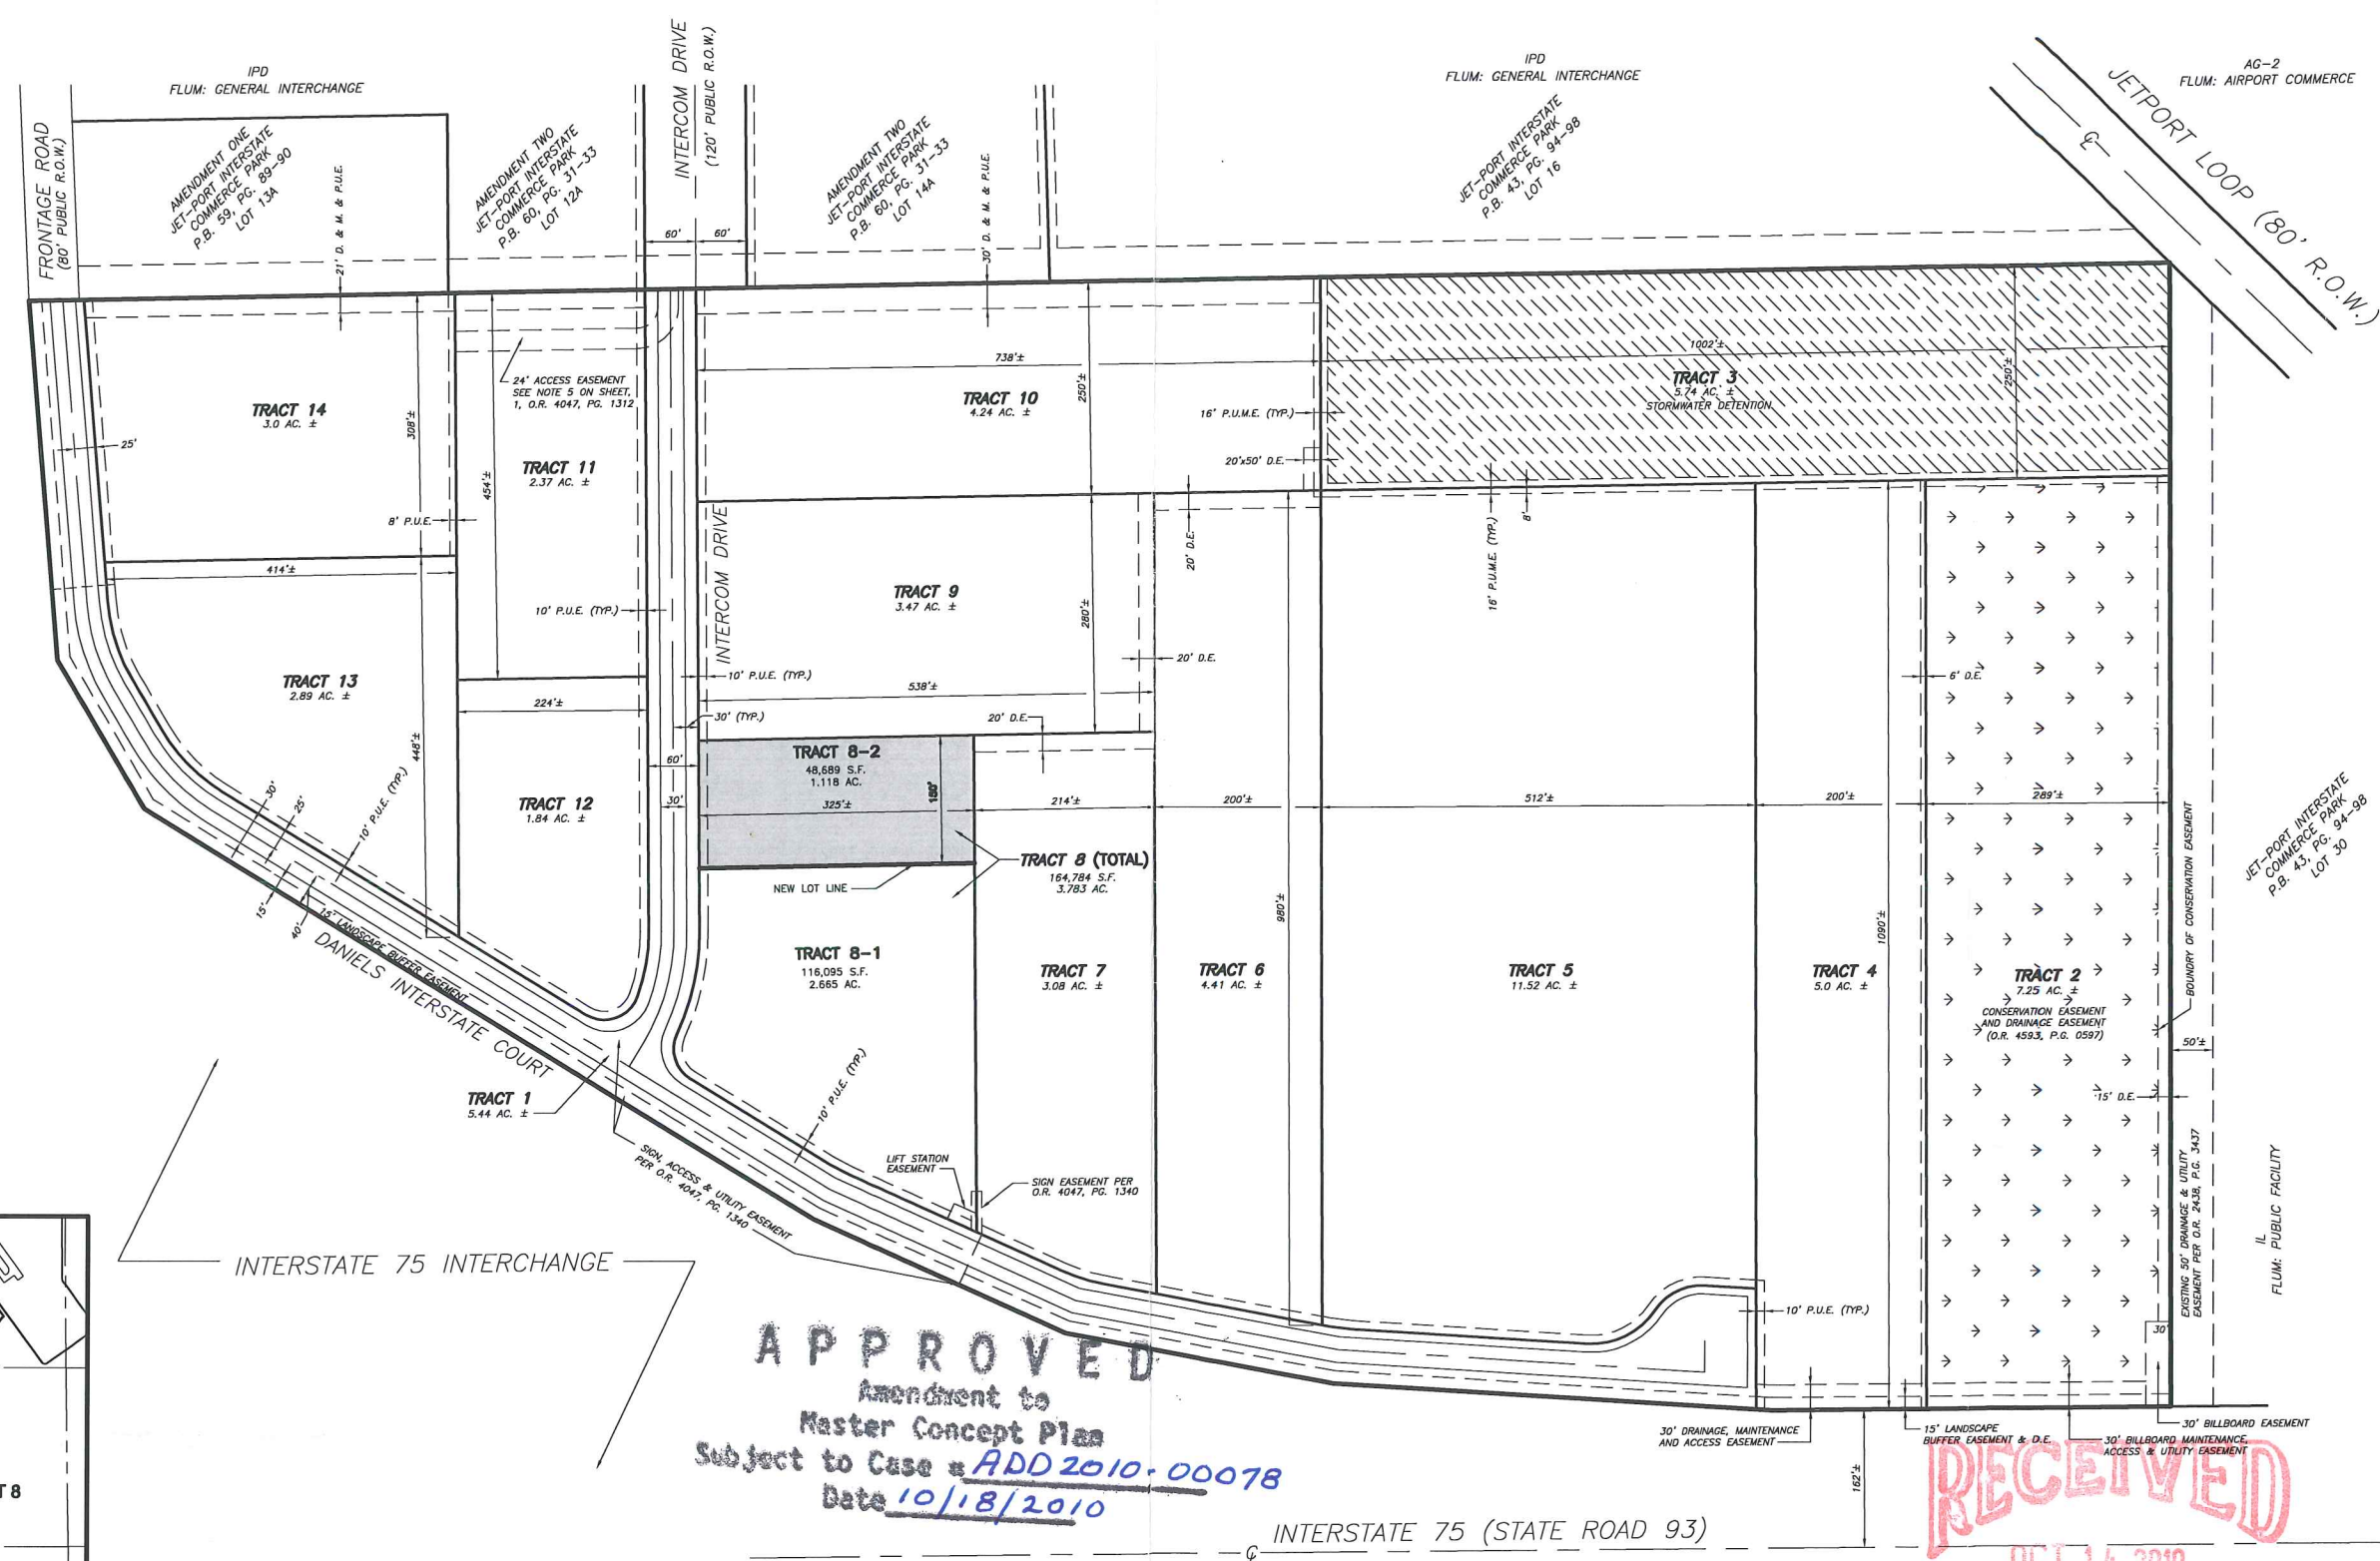 IPD
FLUM: GENERAL INTERCHANGE
INTERCOM DRIVE
(120' PUBLIC R.O.W.)
IPD
FLUM: GENERAL INTERCHANGE
AG-2
FLUM: AIRPORT COMMERCE
JETPORT LOOP (80' R.O.W.)
FRONTAGE ROAD
(80' PUBLIC R.O.W.)
AMENDMENT ONE
JET-PORT INTERSTATE
COMMERCE PARK
P.B. 59, PG. 89-90
LOT 13A
21' D. & M. & P.U.E.
AMENDMENT TWO
JET-PORT INTERSTATE
COMMERCE PARK
P.B. 60, PG. 31-33
LOT 12A
60'
60'
AMENDMENT TWO
JET-PORT INTERSTATE
COMMERCE PARK
P.B. 60, PG. 31-33
LOT 14A
30' D. & M. & P.U.E.
JET-PORT INTERSTATE
COMMERCE PARK
P.B. 43, PG. 94-98
LOT 16
TRACT 14
3.0 AC. ±
308'±
25'
8' P.U.E.
414'±
24' ACCESS EASEMENT
SEE NOTE 5 ON SHEET,
1, O.R. 4047, PG. 1312
454'±
TRACT 11
2.37 AC. ±
10' P.U.E. (TYP.)
INTERCOM DRIVE
738'±
TRACT 10
4.24 AC. ±
250'±
16' P.U.M.E. (TYP.)
20'x50' D.E.
1002'±
TRACT 3
5.74 AC. ±
STORMWATER DETENTION
250'±
TRACT 9
3.47 AC. ±
280'±
20' D.E.
20' D.E.
16' P.U.M.E. (TYP.)
8'
10' P.U.E. (TYP.)
538'±
30' (TYP.)
20' D.E.
6' D.E.
TRACT 13
2.89 AC. ±
448'±
224'±
60'
30'
TRACT 12
1.84 AC. ±
TRACT 8-2
48,689 S.F.
1.118 AC.
325'±
150'
214'±
200'±
512'±
200'±
289'±
TRACT 8 (TOTAL)
164,784 S.F.
3.783 AC.
NEW LOT LINE
30'
25'
10' P.U.E. (TYP.)
15'
40'
15' LANDSCAPE BUFFER EASEMENT
DANIELS INTERSTATE COURT
TRACT 8-1
116,095 S.F.
2.665 AC.
TRACT 7
3.08 AC. ±
TRACT 6
4.41 AC. ±
980'±
TRACT 5
11.52 AC. ±
TRACT 4
5.0 AC. ±
1090'±
TRACT 2
7.25 AC. ±
CONSERVATION EASEMENT
AND DRAINAGE EASEMENT
(O.R. 4593, P.G. 0597)
BOUNDRY OF CONSERVATION EASEMENT
JET-PORT INTERSTATE
COMMERCE PARK
P.B. 43, PG. 94-98
LOT 30
50'±
15' D.E.
EXISTING 50' DRAINAGE & UTILITY
EASEMENT PER O.R. 2438, P.G. 3437
IL
FLUM: PUBLIC FACILITY
TRACT 1
5.44 AC. ±
10' P.U.E. (TYP.)
SIGN, ACCESS & UTILITY EASEMENT
PER O.R. 4047, PG. 1340
LIFT STATION
EASEMENT
SIGN EASEMENT PER
O.R. 4047, PG. 1340
INTERSTATE 75 INTERCHANGE
10' P.U.E. (TYP.)
30'
30' DRAINAGE, MAINTENANCE
AND ACCESS EASEMENT
15' LANDSCAPE
BUFFER EASEMENT & D.E.
30' BILLBOARD EASEMENT
30' BILLBOARD MAINTENANCE,
ACCESS & UTILITY EASEMENT
162'±
APPROVED
Amendment to
Master Concept Plan
Subject to Case # ADD2010-00078
Date 10/18/2010
INTERSTATE 75 (STATE ROAD 93)
RECEIVED
OCT 14 2010
T 8